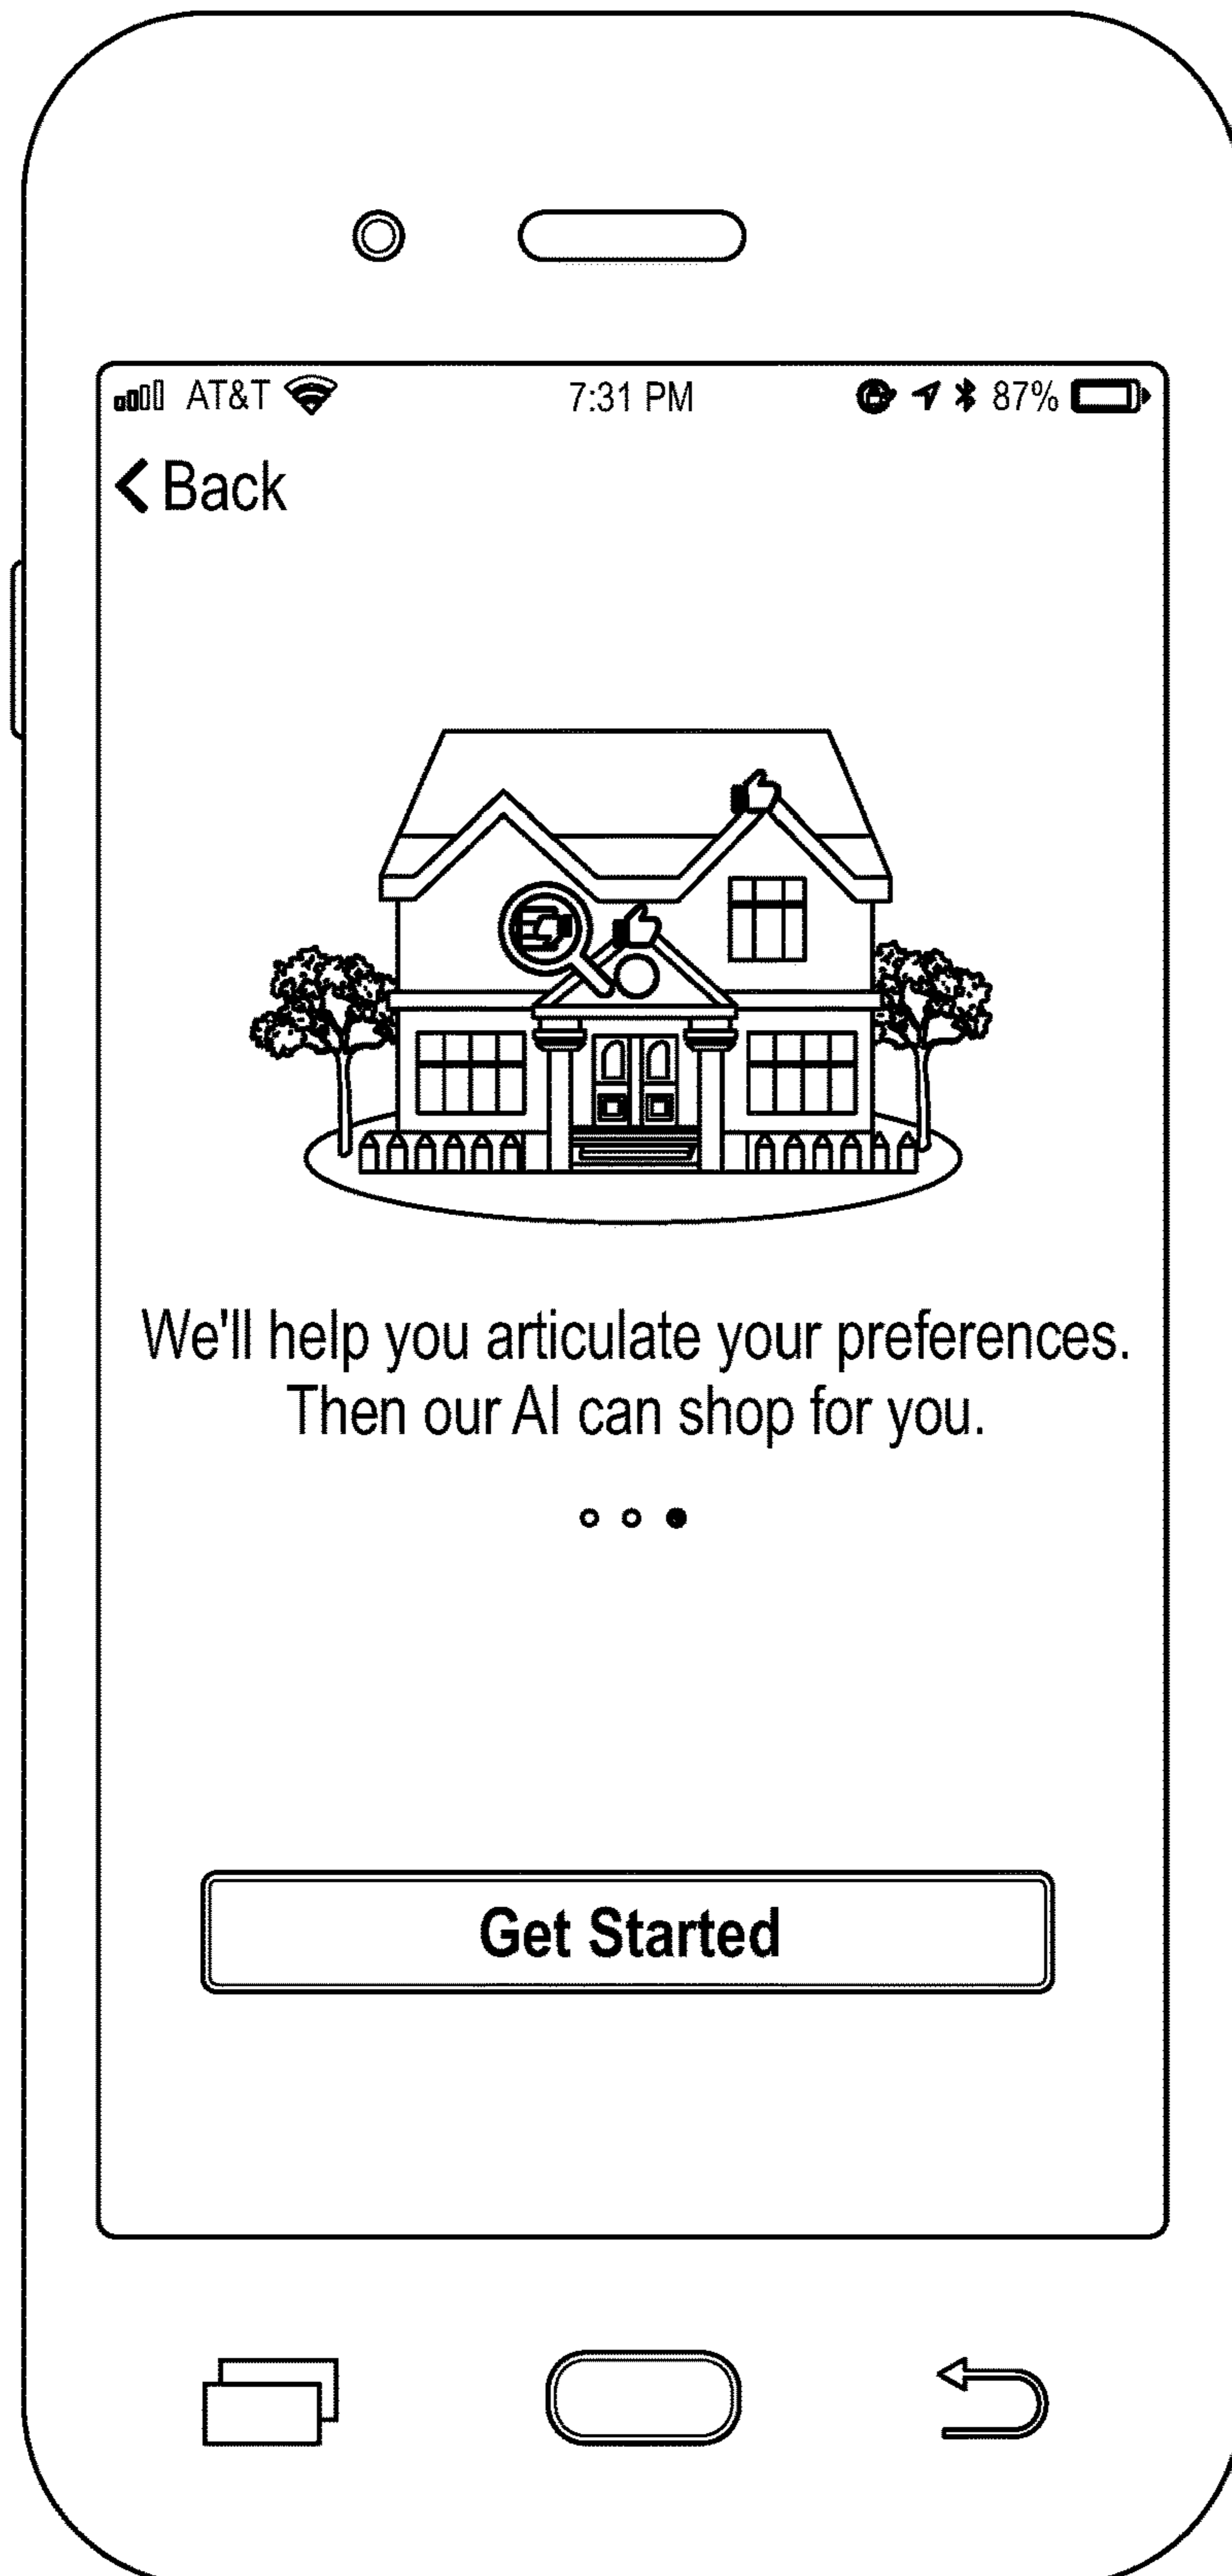 AT&T 7:31 PM 87%
Back
We'll help you articulate your preferences.
Then our AI can shop for you.
Get Started